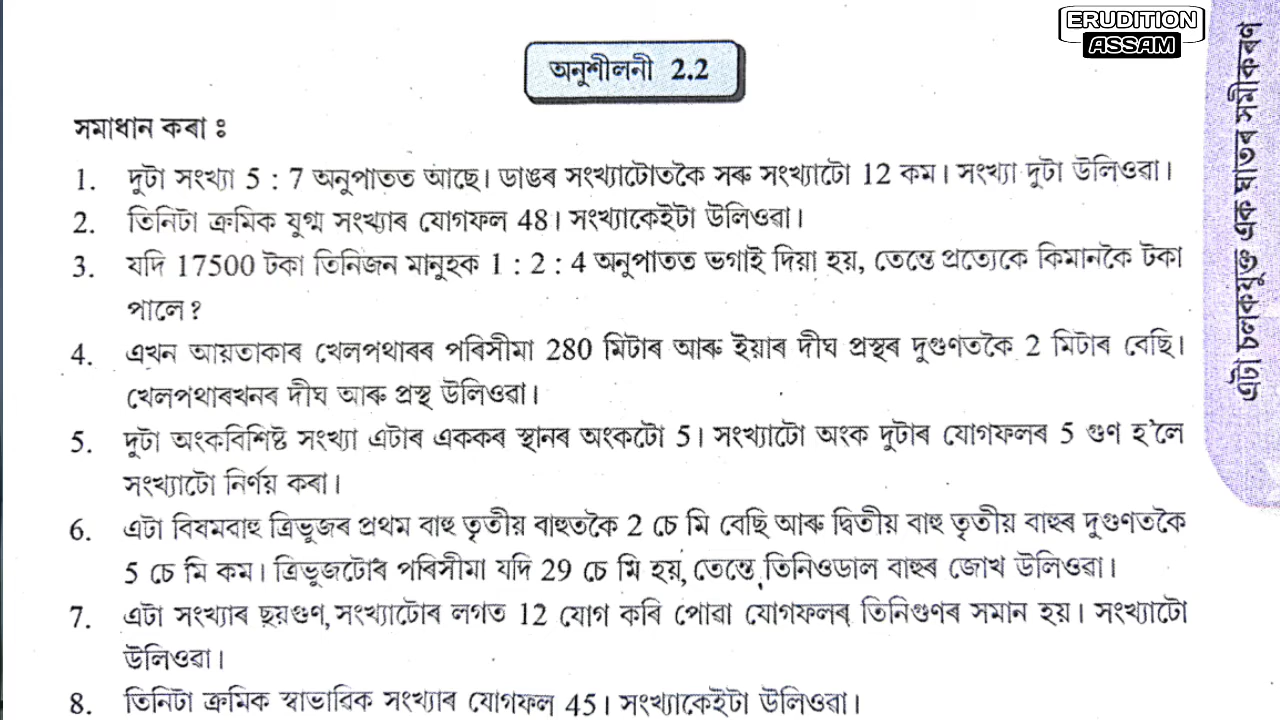 ERUDITION
ASSAM
অনুশীলনী 2.2
সমাধান কৰা ঃ
1. দুটা সংখ্যা 5 : 7 অনুপাতত আছে। ডাঙৰ সংখ্যাটোতকৈ সৰু সংখ্যাটো 12 কম। সংখ্যা দুটা উলিওৱা।
2. তিনিটা ক্ৰমিক যুগ্ম সংখ্যাৰ যোগফল 48। সংখ্যাকেইটা উলিওৱা।
3. যদি 17500 টকা তিনিজন মানুহক 1 : 2 : 4 অনুপাতত ভগাই দিয়া হয়, তেন্তে প্ৰত্যেকে কিমানকৈ টকা
পালে?
4. এখন আয়তাকাৰ খেলপথাৰৰ পৰিসীমা 280 মিটাৰ আৰু ইয়াৰ দীঘ প্ৰস্থৰ দুগুণতকৈ 2 মিটাৰ বেছি।
খেলপথাৰখনৰ দীঘ আৰু প্ৰস্থ উলিওৱা।
5. দুটা অংকবিশিষ্ট সংখ্যা এটাৰ এককৰ স্থানৰ অংকটো 5। সংখ্যাটো অংক দুটাৰ যোগফলৰ 5 গুণ হ'লে
সংখ্যাটো নিৰ্ণয় কৰা।
6. এটা বিষমবাহু ত্ৰিভূজৰ প্ৰথম বাহু তৃতীয় বাহুতকৈ 2 চে মি বেছি আৰু দ্বিতীয় বাহু তৃতীয় বাহুৰ দুগুণতকৈ
5 চে মি কম। ত্ৰিভূজটোৰ পৰিসীমা যদি 29 চে মি হয়, তেন্তে তিনিওডাল বাহুৰ জোখ উলিওৱা।
7. এটা সংখ্যাৰ ছয়গুণ, সংখ্যাটোৰ লগত 12 যোগ কৰি পোৱা যোগফলৰ তিনিগুণৰ সমান হয়। সংখ্যাটো
উলিওৱা।
8. তিনিটা ক্ৰমিক স্বাভাৱিক সংখ্যাৰ যোগফল 45। সংখ্যাকেইটা উলিওৱা।
এটা চলকযুক্ত এক ঘাতৰ সমীকৰণ